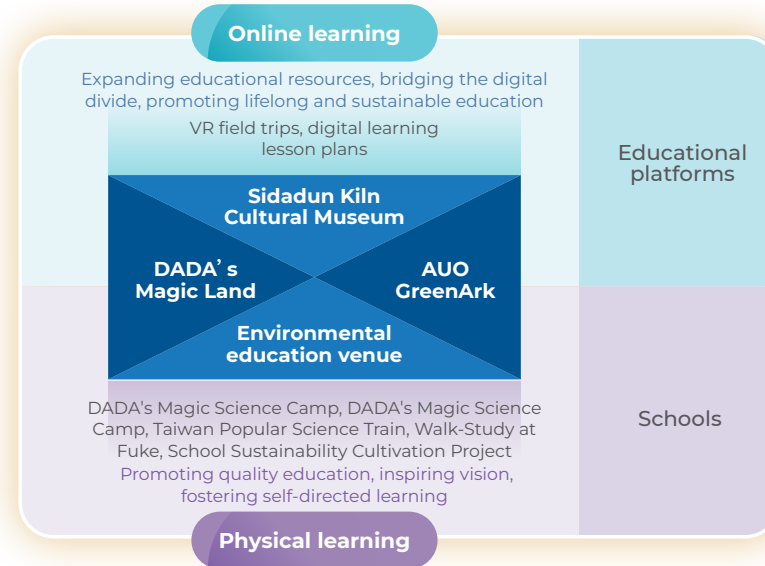 Online learning
Expanding educational resources, bridging the digital
divide, promoting lifelong and sustainable education
VR field trips, digital learning
lesson plans
Educational
platforms
Sidadun Kiln
Cultural Museum
DADA’s
Magic Land
AUO
GreenArk
Environmental
education venue
DADA's Magic Science Camp, DADA's Magic Science
Camp, Taiwan Popular Science Train, Walk-Study at
Fuke, School Sustainability Cultivation Project
Promoting quality education, inspiring vision,
fostering self-directed learning
Schools
Physical learning